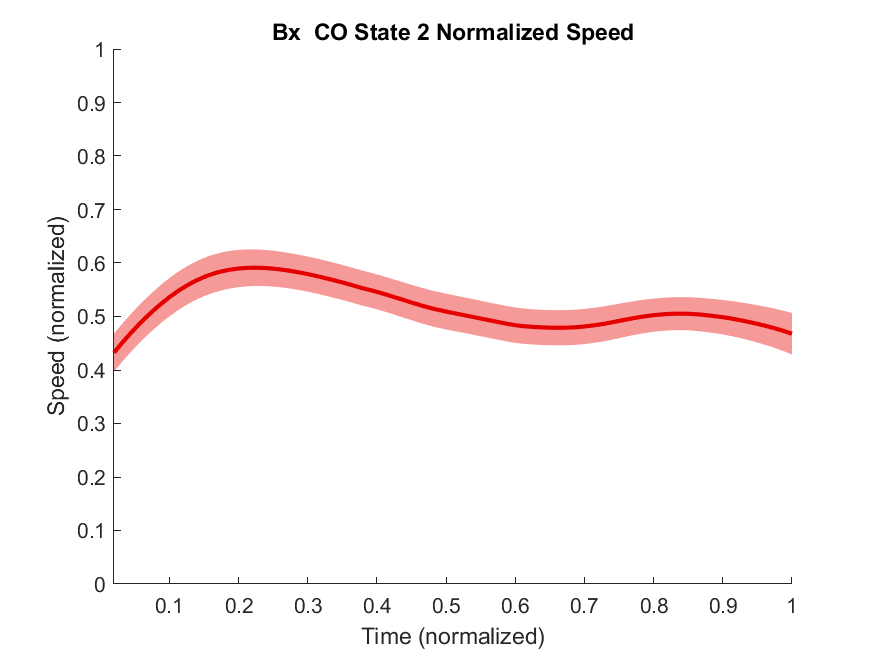 Bx  CO State 2 Normalized Speed
1
0.9
0.8
0.7
0.6
0.5
0.4
0.3
0.2
0.1
0
Speed (normalized)
0.1 0.2 0.3 0.4 0.5 0.6 0.7 0.8 0.9 1
Time (normalized)